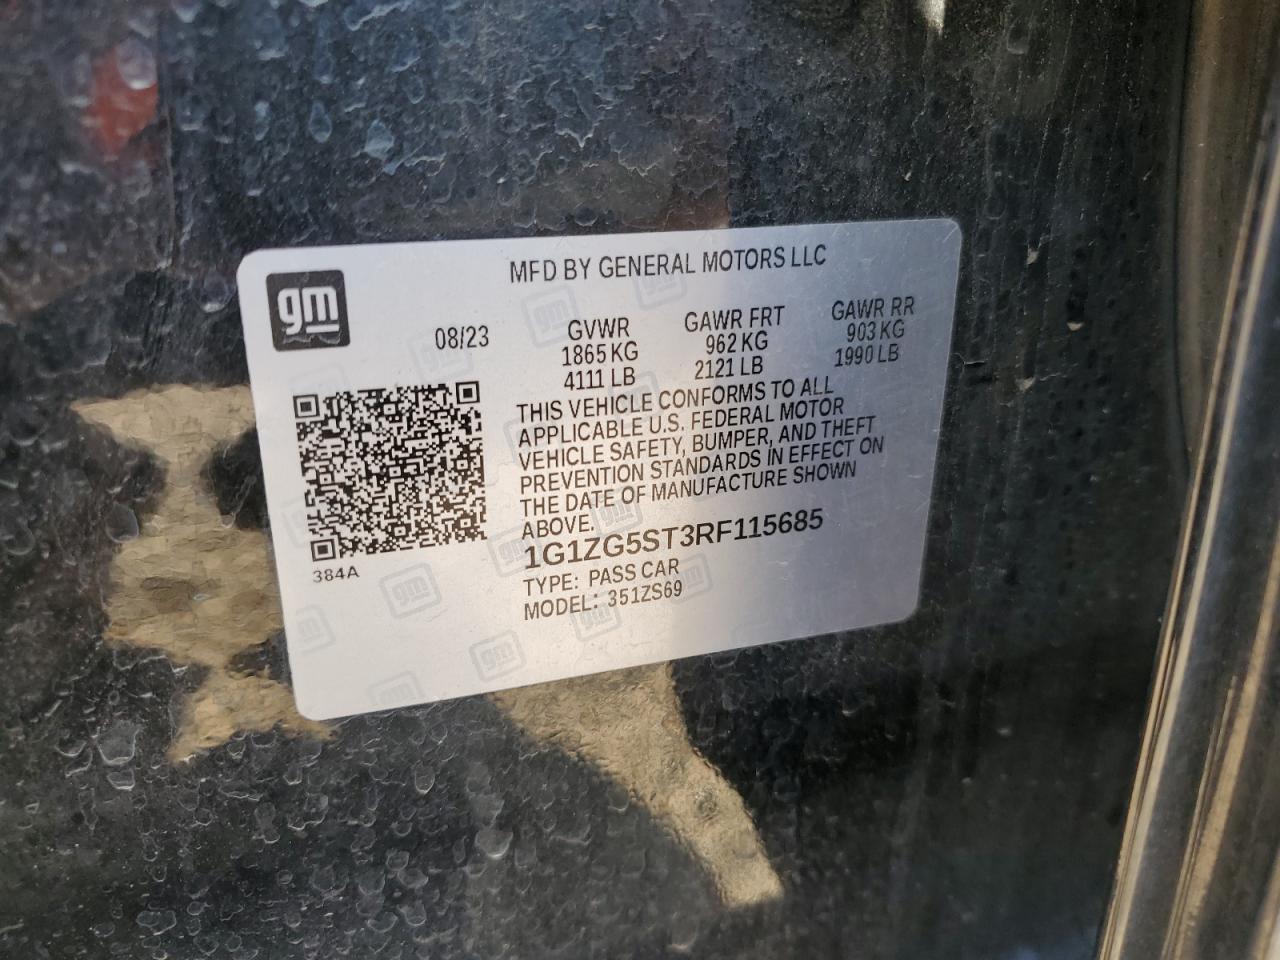 MFD BY GENERAL MOTORS LLC
gm
08/23
GVWR
1865 KG
4111 LB
GAWR FRT
962 KG
2121 LB
GAWR RR
903 KG
1990 LB
THIS VEHICLE CONFORMS TO ALL
APPLICABLE U.S. FEDERAL MOTOR
VEHICLE SAFETY, BUMPER, AND THEFT
PREVENTION STANDARDS IN EFFECT ON
THE DATE OF MANUFACTURE SHOWN
ABOVE.
1G1ZG5ST3RF115685
TYPE: PASS CAR
MODEL: 351ZS69
384A